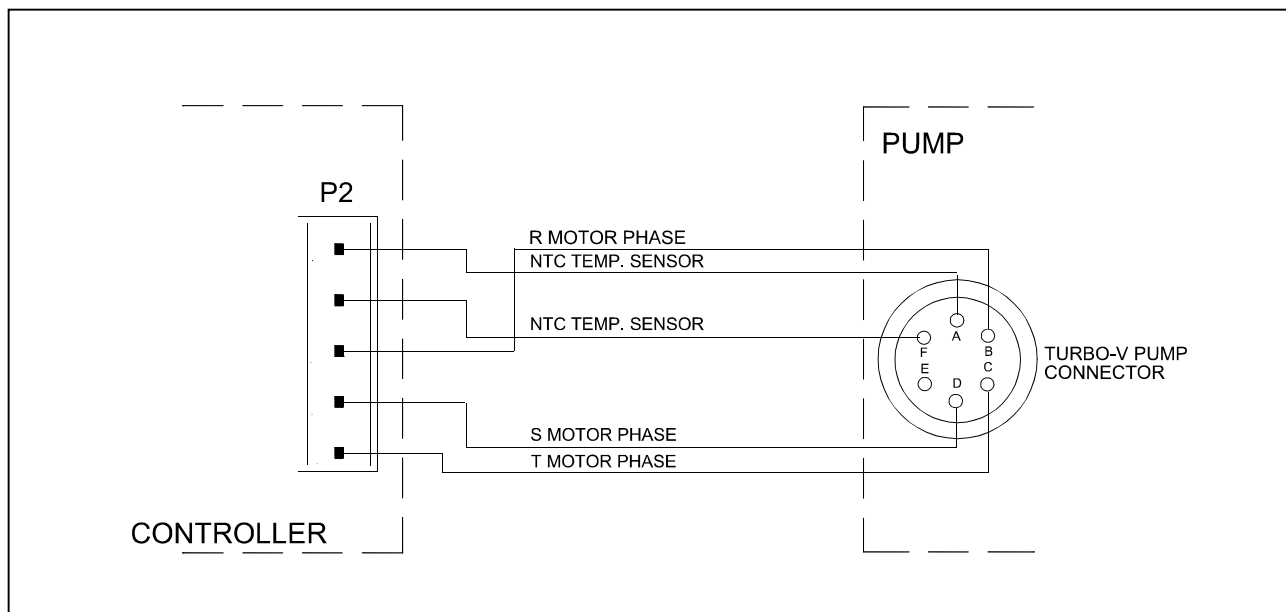 PUMP
P2
R MOTOR PHASE
NTC TEMP. SENSOR
NTC TEMP. SENSOR
A
F
B
E
C
D
TURBO-V PUMP
CONNECTOR
S MOTOR PHASE
T MOTOR PHASE
CONTROLLER